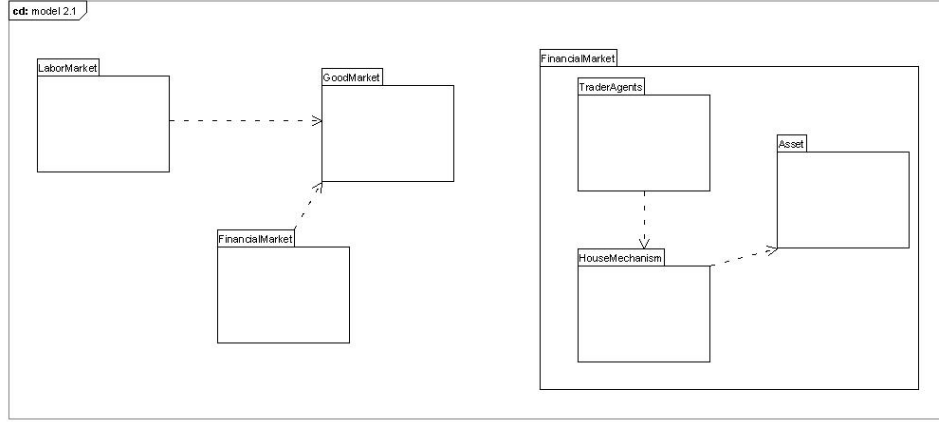 cd: model 2.1
LaborMarket
GoodMarket
FinancialMarket
FinancialMarket
TraderAgents
Asset
HouseMechanism